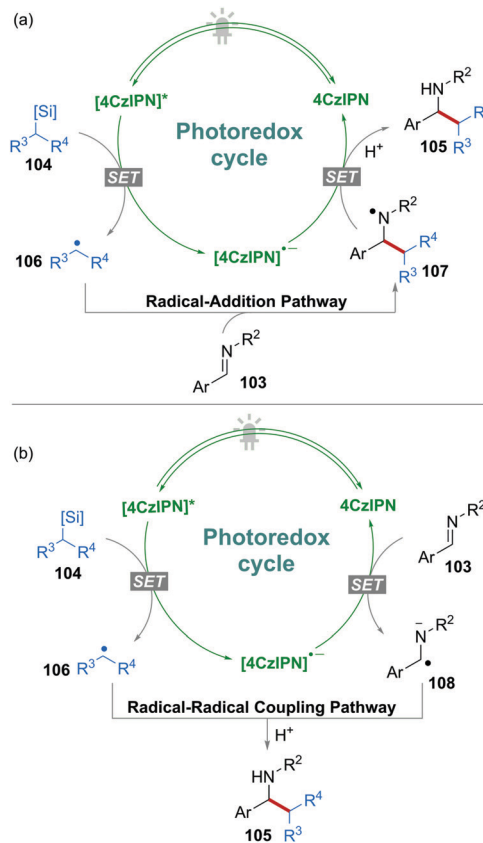 (a)
[4CzIPN]*
4CzIPN
[Si]
R³ R⁴
104
Photoredox
cycle
HN R²
Ar
R³
105
H⁺
SET
SET
N R²
Ar R⁴
R³
107
106 R³ R⁴
[4CzIPN]•−
Radical-Addition Pathway
N R²
Ar
103
(b)
[4CzIPN]*
4CzIPN
[Si]
R³ R⁴
104
Photoredox
cycle
N R²
Ar
103
SET
SET
106 R³ R⁴
[4CzIPN]•−
N− R²
Ar
108
Radical-Radical Coupling Pathway
H⁺
HN R²
Ar R⁴
R³
105